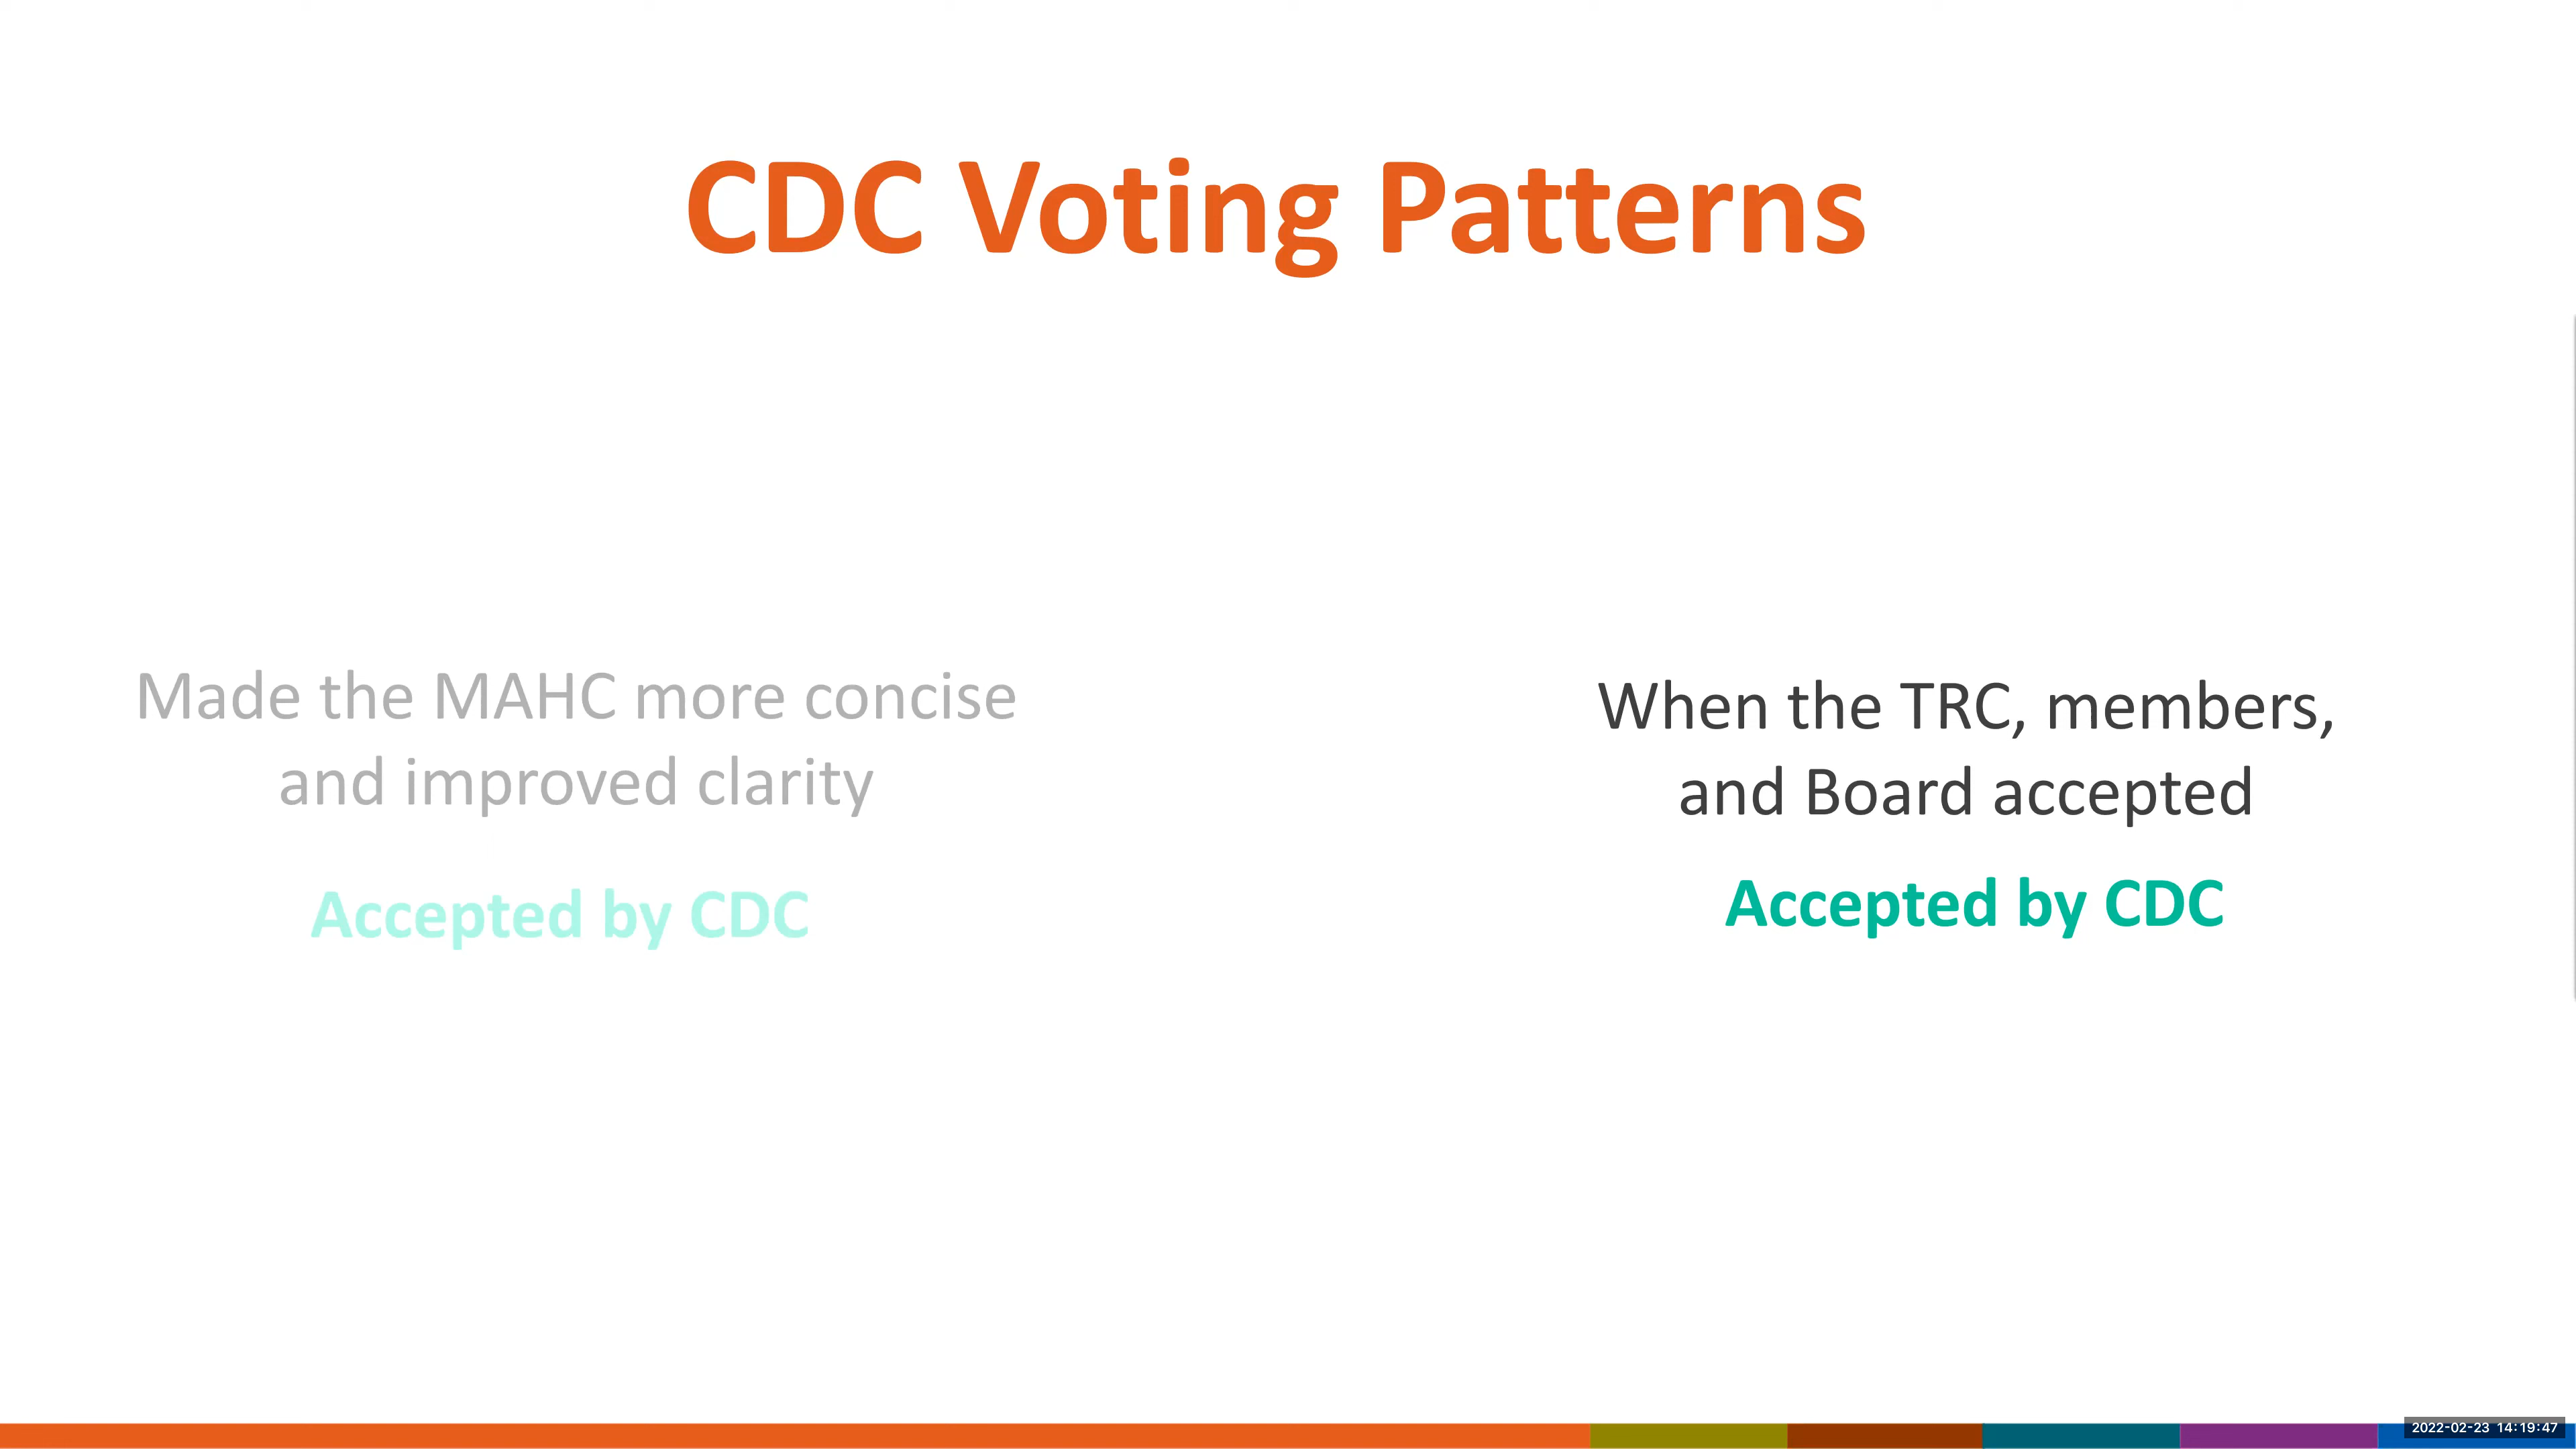 CDC Voting Patterns
Made the MAHC more concise
and improved clarity
Accepted by CDC
When the TRC, members,
and Board accepted
Accepted by CDC
2022-02-23 14:19:47